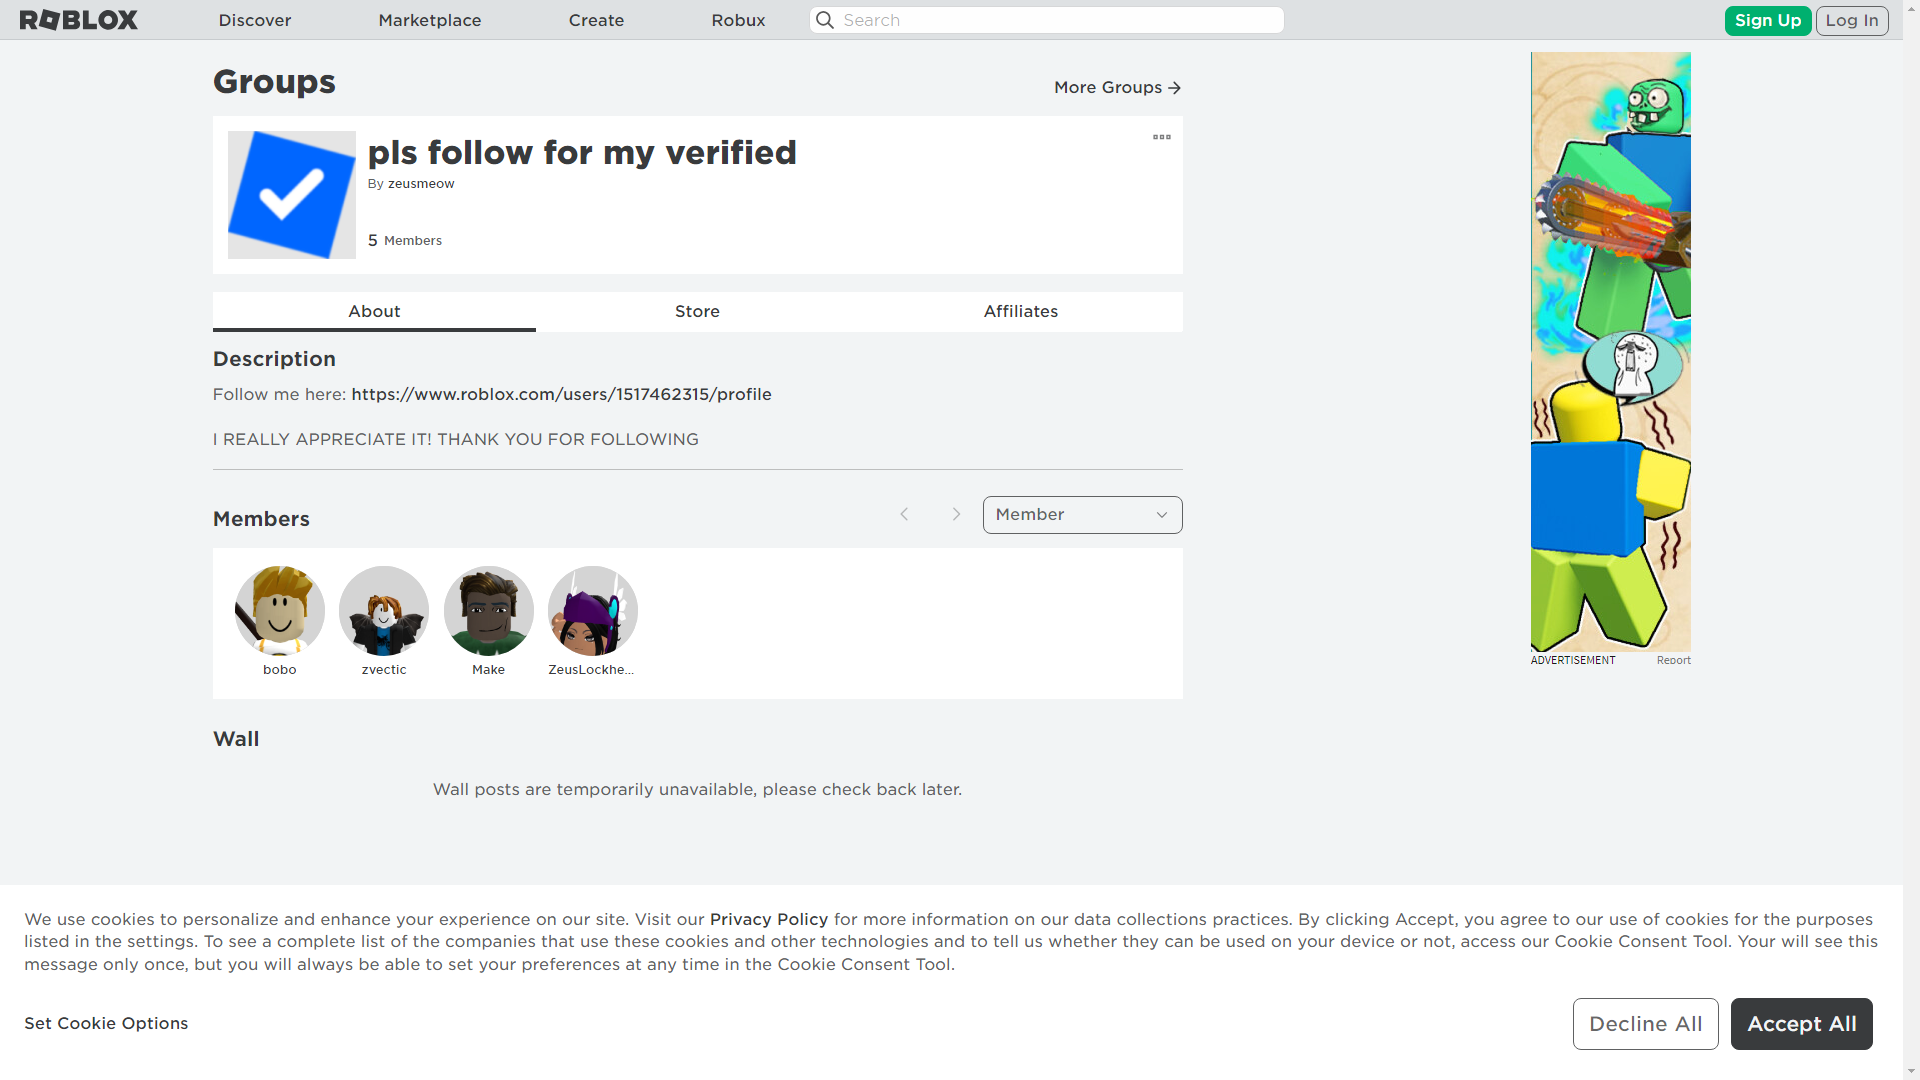 ROBLOX
Discover
Marketplace
Create
Robux
Search
Sign Up
Log In
Groups
More Groups
pls follow for my verified
By zeusmeow
5 Members
About
Store
Affiliates
Description
Follow me here: https://www.roblox.com/users/1517462315/profile
I REALLY APPRECIATE IT! THANK YOU FOR FOLLOWING
Members
Member
bobo
zvectic
Make
ZeusLockhe...
ADVERTISEMENT
Report
Wall
Wall posts are temporarily unavailable, please check back later.
We use cookies to personalize and enhance your experience on our site. Visit our Privacy Policy for more information on our data collections practices. By clicking Accept, you agree to our use of cookies for the purposes
listed in the settings. To see a complete list of the companies that use these cookies and other technologies and to tell us whether they can be used on your device or not, access our Cookie Consent Tool. Your will see this
message only once, but you will always be able to set your preferences at any time in the Cookie Consent Tool.
Set Cookie Options
Decline All
Accept All